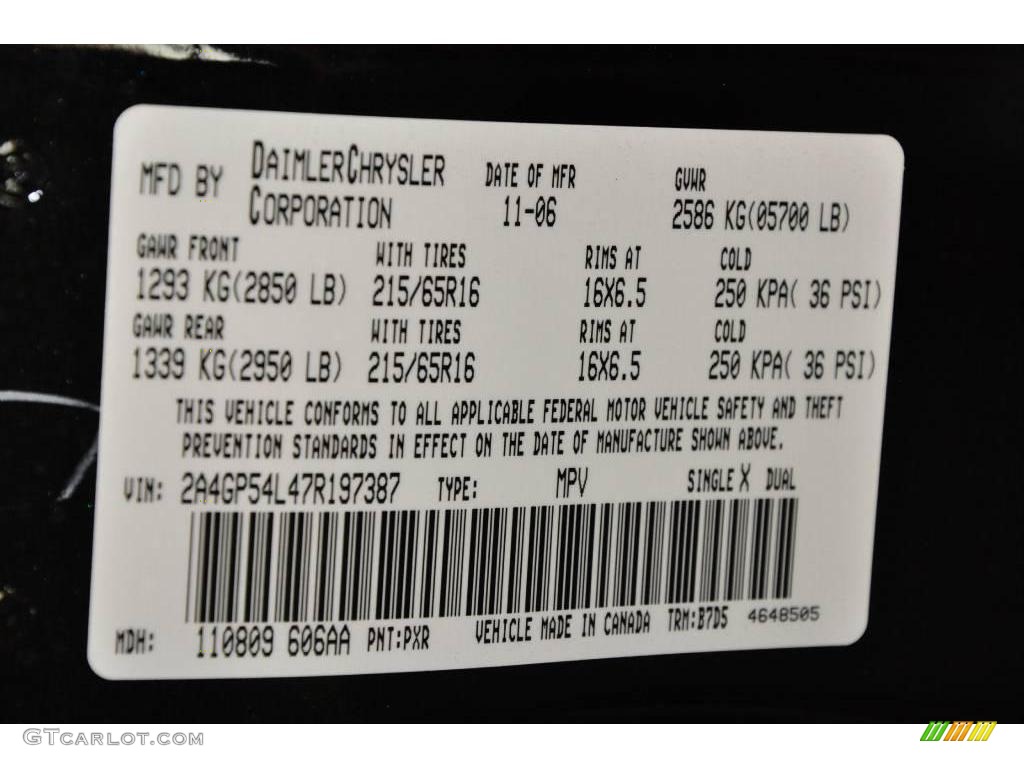 MFD BY DAIMLERCHRYSLER CORPORATION DATE OF MFR GVWR
11-06 2586 KG(05700 LB)
GAWR FRONT WITH TIRES RIMS AT COLD
1293 KG(2850 LB) 215/65R16 16X6.5 250 KPA( 36 PSI)
GAWR REAR WITH TIRES RIMS AT COLD
1339 KG(2950 LB) 215/65R16 16X6.5 250 KPA( 36 PSI)
THIS VEHICLE CONFORMS TO ALL APPLICABLE FEDERAL MOTOR VEHICLE SAFETY AND THEFT
PREVENTION STANDARDS IN EFFECT ON THE DATE OF MANUFACTURE SHOWN ABOVE.
VIN: 2A4GP54L47R197387 TYPE: MPV SINGLE X DUAL
MDH: 110809 606AA PNT:PXR VEHICLE MADE IN CANADA TRM:B7D5 4648505
GTCARLOT.COM